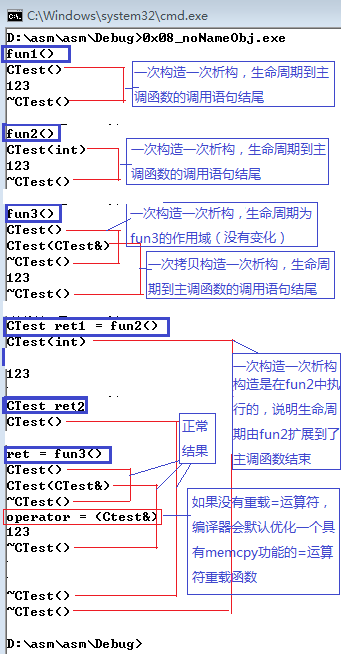 C:\Windows\system32\cmd.exe
D:\asm\asm\Debug>0x08_noNameObj.exe
fun1()
CTest()
123
~CTest()
一次构造一次析构，生命周期到主
调函数的调用语句结尾
fun2()
CTest(int)
123
~CTest()
一次构造一次析构，生命周期到主
调函数的调用语句结尾
fun3()
CTest()
CTest(CTest&)
~CTest()
123
~CTest()
一次构造一次析构，生命周期为
fun3的作用域（没有变化）
一次拷贝构造一次析构，生命周
期到主调函数的调用语句结尾
CTest ret1 = fun2()
CTest(int)
123
一次构造一次析构
构造是在fun2中执
行的，说明生命周
期由fun2扩展到了
主调函数结束
CTest ret2
CTest()
正常
结果
ret = fun3()
CTest()
CTest(CTest&)
~CTest()
operator = (Ctest&)
123
~CTest()
如果没有重载=运算符，
编译器会默认优化一个具
有memcpy功能的=运算
符重载函数
~CTest()
~CTest()
D:\asm\asm\Debug>